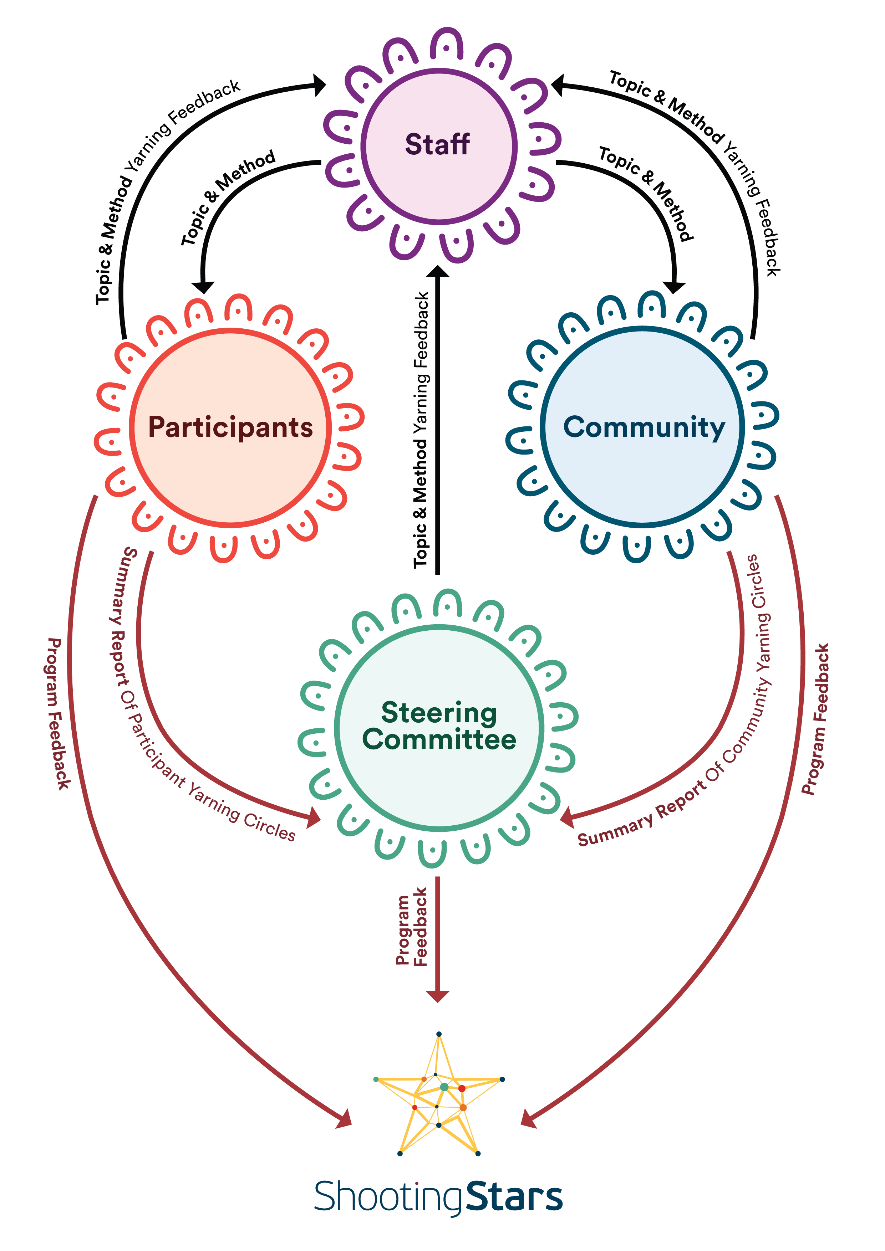 Staff
Topic & Method Yarning Feedback
Topic & Method Yarning Feedback
Topic & Method
Topic & Method
Participants
Topic & Method Yarning Feedback
Community
Summary Report Of Participant Yarning Circles
Summary Report Of Community Yarning Circles
Program Feedback
Program Feedback
Steering
Committee
Program
Feedback
ShootingStars